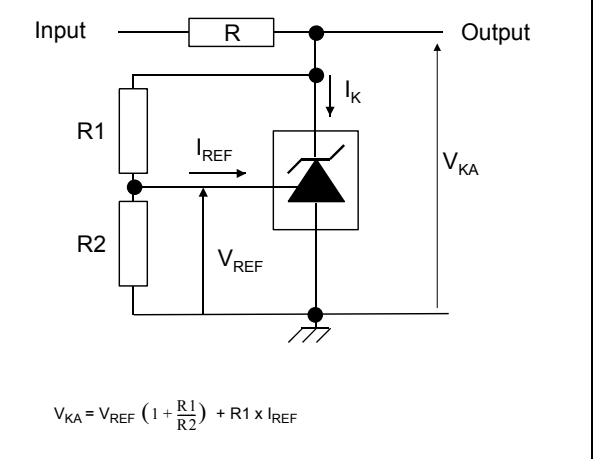 Input
R
Output
I_K
R1
I_REF
V_KA
R2
V_REF
V_KA = V_REF (1 + R1/R2) + R1 x I_REF